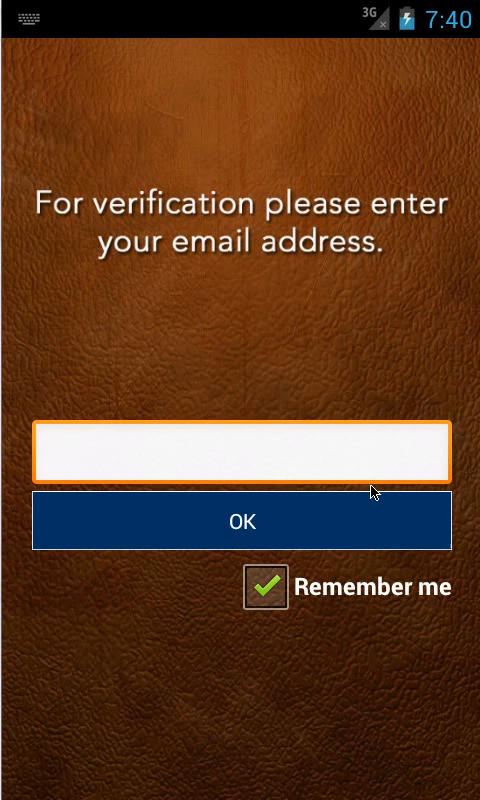 3G
7:40
For verification please enter
your email address.
OK
Remember me